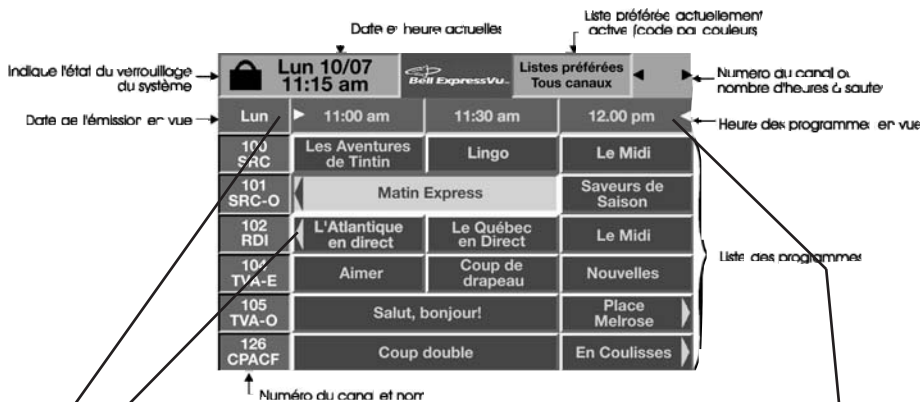 Date e heure actuelles
Liste préférée actuellement
active (code pa couleurs
Indique l'état du verrouillage
du système
Lun 10/07
11:15 am
Bell ExpressVu
Listes préférées
Tous canaux
Numéro du canal ou
nombre d'heures à sauter
Date de l'émission en vue
Lun
11:00 am
11:30 am
12.00 pm
Heure des programmes en vue
100
SRC
Les Aventures
de Tintin
Lingo
Le Midi
101
SRC-O
Matin Express
Saveurs de
Saison
102
RDI
L'Atlantique
en direct
Le Québec
en Direct
Le Midi
Liste des programmes
104
TVA-E
Aimer
Coup de
drapeau
Nouvelles
105
TVA-O
Salut, bonjour!
Place
Melrose
126
CPACF
Coup double
En Coulisses
Numéro du canal et nom